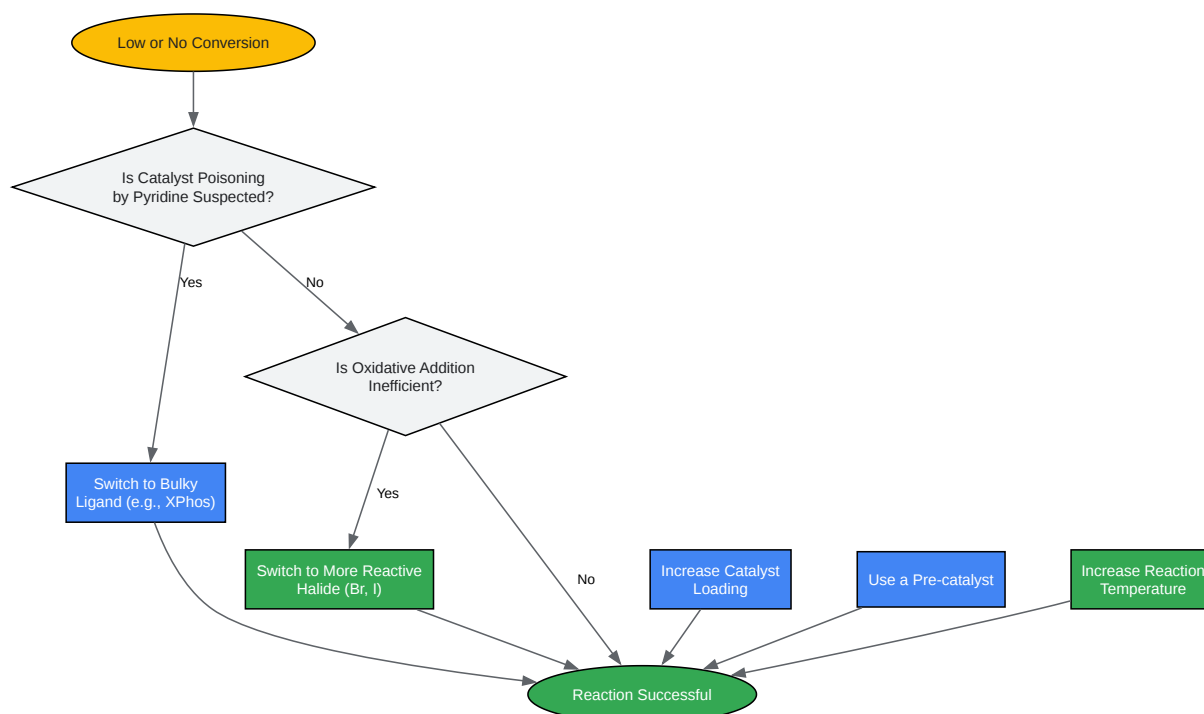 Low or No Conversion
Is Catalyst Poisoning
by Pyridine Suspected?
Yes
No
Is Oxidative Addition
Inefficient?
Switch to Bulky
Ligand (e.g., XPhos)
Yes
Switch to More Reactive
Halide (Br, I)
No
Increase Catalyst
Loading
Use a Pre-catalyst
Increase Reaction
Temperature
Reaction Successful